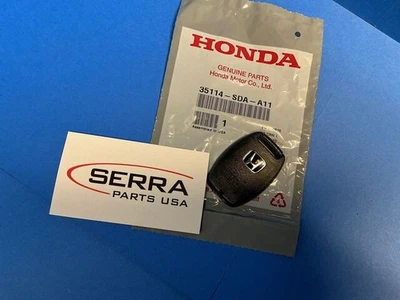 HONDA
GENUINE PARTS
Honda Motor Co., Ltd.
35114-SDA-A11
1
SERRA
PARTS USA